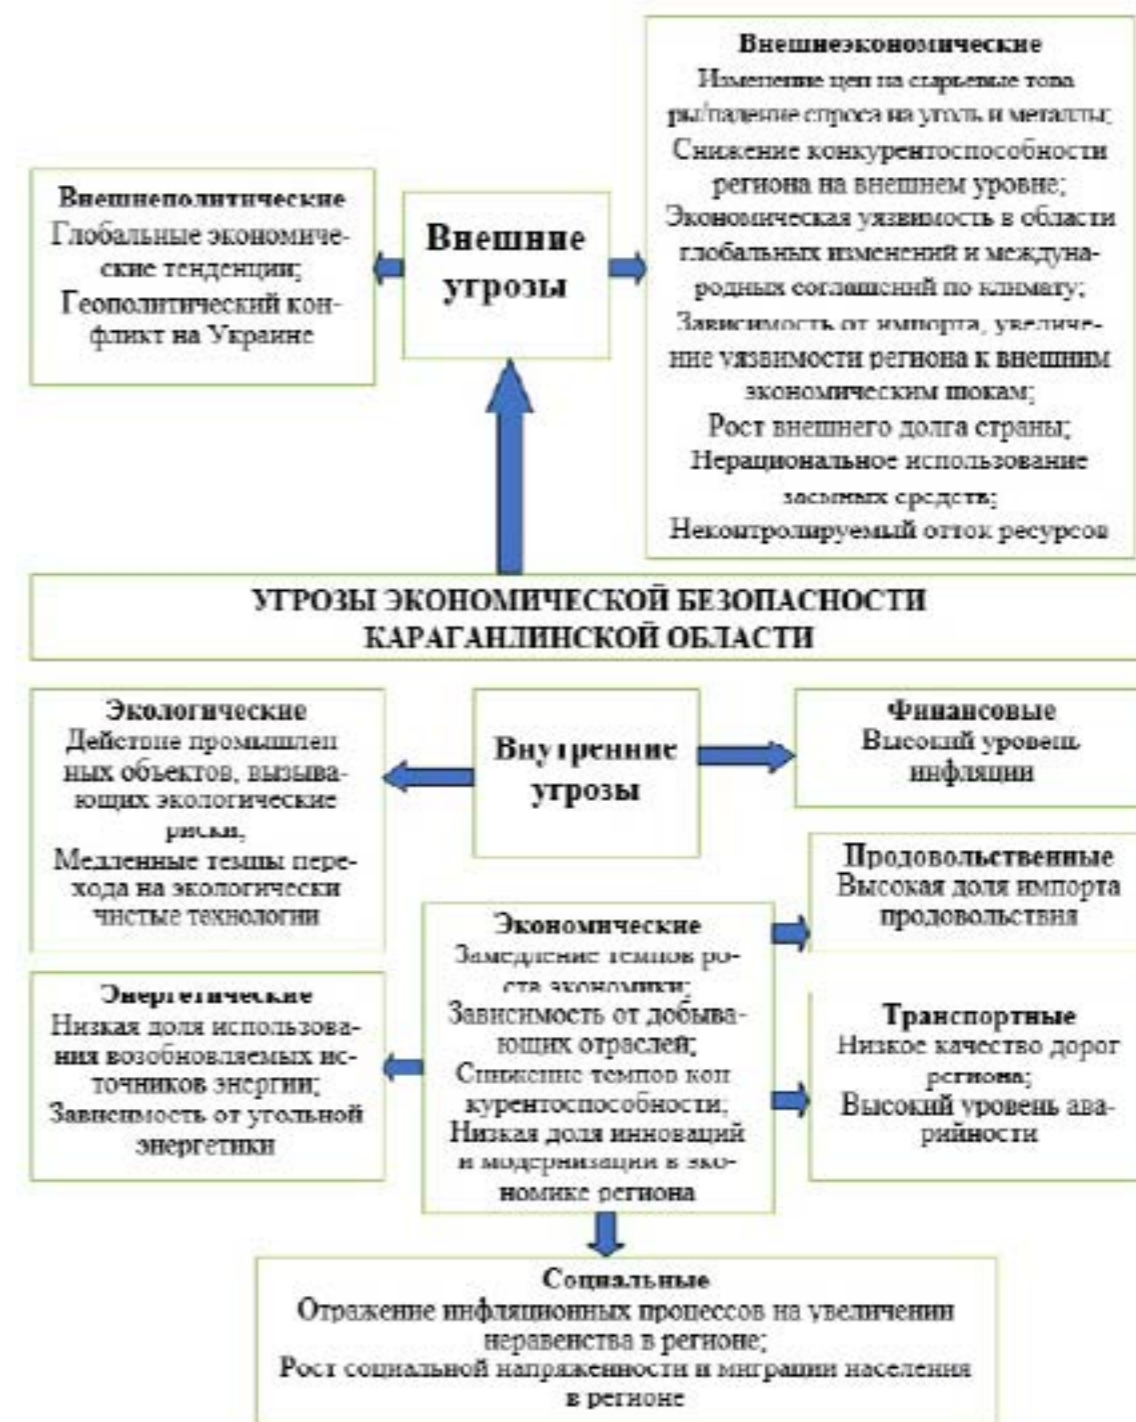 Внешнеэкономические
Изменение цен на сырьевые това
ры/падение спроса на уголь и металлы;
Снижение конкурентоспособности
региона на внешнем уровне;
Экономическая уязвимость в области
глобальных изменений и междуна-
родных соглашений по климату;
Зависимость от импорта, увеличе-
ние уязвимости региона к внешним
экономическим шокам;
Рост внешнего долга страны;
Нерациональное использование
заемных средств;
Неконтролируемый отток ресурсов
Внешнеполитические
Глобальные экономиче-
ские тенденции;
Геополитический кон-
фликт на Украине
Внешние
угрозы
УГРОЗЫ ЭКОНОМИЧЕСКОЙ БЕЗОПАСНОСТИ
КАРАГАНДИНСКОЙ ОБЛАСТИ
Экологические
Действие промышлен
ных объектов, вызыва-
ющих экологические
риски;
Медленные темпы пере-
хода на экологически
чистые технологии
Внутренние
угрозы
Финансовые
Высокий уровень
инфляции
Продовольственные
Высокая доля импорта
продовольствия
Экономические
Замедление темпов ро-
ста экономики;
Зависимость от добыва-
ющих отраслей;
Снижение темпов кон
курентоспособности;
Низкая доля инноваций
и модернизации в эко-
номике региона
Энергетические
Низкая доля использова-
ния возобновляемых ис-
точников энергии;
Зависимость от угольной
энергетики
Транспортные
Низкое качество дорог
региона;
Высокий уровень ава-
рийности
Социальные
Отражение инфляционных процессов на увеличении
неравенства в регионе;
Рост социальной напряженности и миграции населения
в регионе